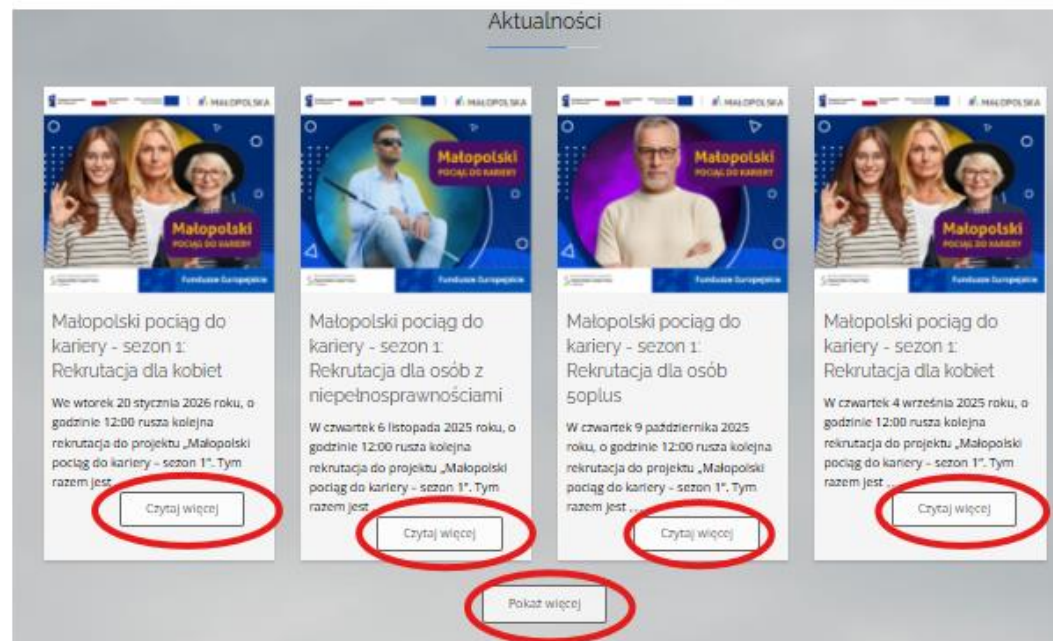 Aktualności
MAŁOPOLSKA
Małopolski
POCIĄG DO KARIERY
Fundusze Europejskie
Małopolski pociąg do
kariery - sezon 1:
Rekrutacja dla kobiet
We wtorek 20 stycznia 2026 roku, o
godzinie 12:00 rusza kolejna
rekrutacja do projektu „Małopolski
pociąg do kariery – sezon 1". Tym
razem jest
Czytaj więcej
MAŁOPOLSKA
Małopolski
POCIĄG DO KARIERY
Fundusze Europejskie
Małopolski pociąg do
kariery - sezon 1:
Rekrutacja dla osób z
niepełnosprawnościami
W czwartek 6 listopada 2025 roku, o
godzinie 12:00 rusza kolejna
rekrutacja do projektu „Małopolski
pociąg do kariery – sezon 1". Tym
razem jest
Czytaj więcej
MAŁOPOLSKA
Małopolski
POCIĄG DO KARIERY
Fundusze Europejskie
Małopolski pociąg do
kariery - sezon 1:
Rekrutacja dla osób
50plus
W czwartek 9 października 2025
roku, o godzinie 12:00 rusza kolejna
rekrutacja do projektu „Małopolski
pociąg do kariery – sezon 1". Tym
razem jest ...
Czytaj więcej
MAŁOPOLSKA
Małopolski
POCIĄG DO KARIERY
Fundusze Europejskie
Małopolski pociąg do
kariery - sezon 1:
Rekrutacja dla kobiet
W czwartek 4 września 2025 roku, o
godzinie 12:00 rusza kolejna
rekrutacja do projektu „Małopolski
pociąg do kariery – sezon 1". Tym
razem jest ...
Czytaj więcej
Pokaż więcej